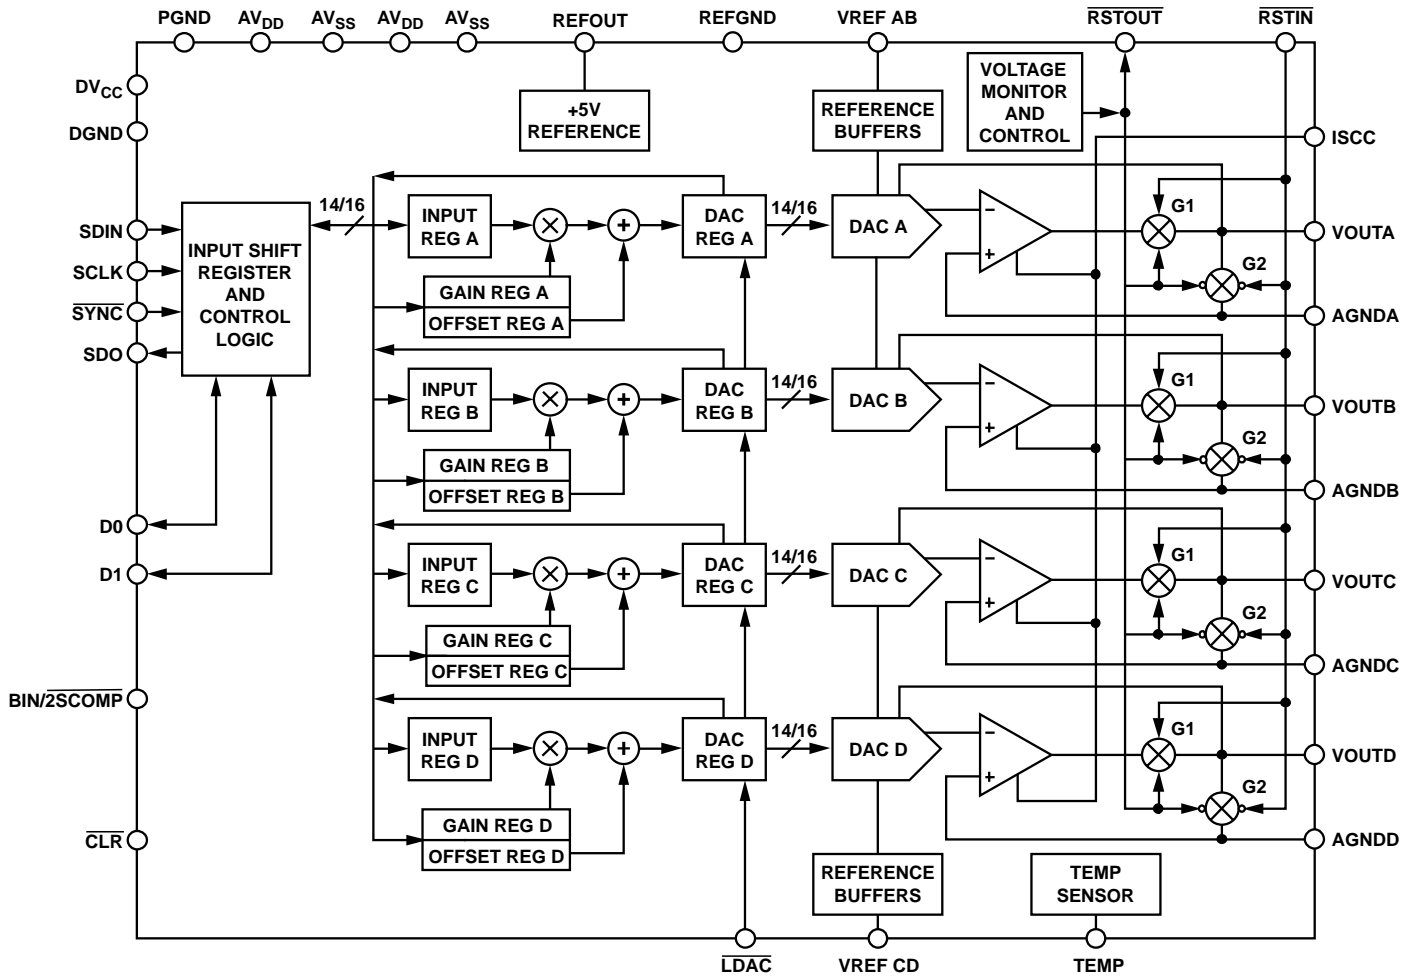 PGND AVDD AVSS AVDD AVSS REFOUT REFGND VREF AB RSTOUT RSTIN
DVCC
DGND
+5V
REFERENCE
REFERENCE
BUFFERS
VOLTAGE
MONITOR
AND
CONTROL
ISCC
SDIN
SCLK
SYNC
SDO
INPUT SHIFT
REGISTER
AND
CONTROL
LOGIC
14/16
INPUT
REG A
×
+
GAIN REG A
OFFSET REG A
DAC
REG A
14/16
DAC A
−
+
G1
G2
VOUTA
AGNDA
INPUT
REG B
×
+
GAIN REG B
OFFSET REG B
DAC
REG B
14/16
DAC B
−
+
G1
G2
VOUTB
AGNDB
D0
D1
INPUT
REG C
×
+
GAIN REG C
OFFSET REG C
DAC
REG C
14/16
DAC C
−
+
G1
G2
VOUTC
AGNDC
BIN/2SCOMP
CLR
INPUT
REG D
×
+
GAIN REG D
OFFSET REG D
DAC
REG D
14/16
DAC D
−
+
G1
G2
VOUTD
AGNDD
REFERENCE
BUFFERS
TEMP
SENSOR
LDAC VREF CD TEMP